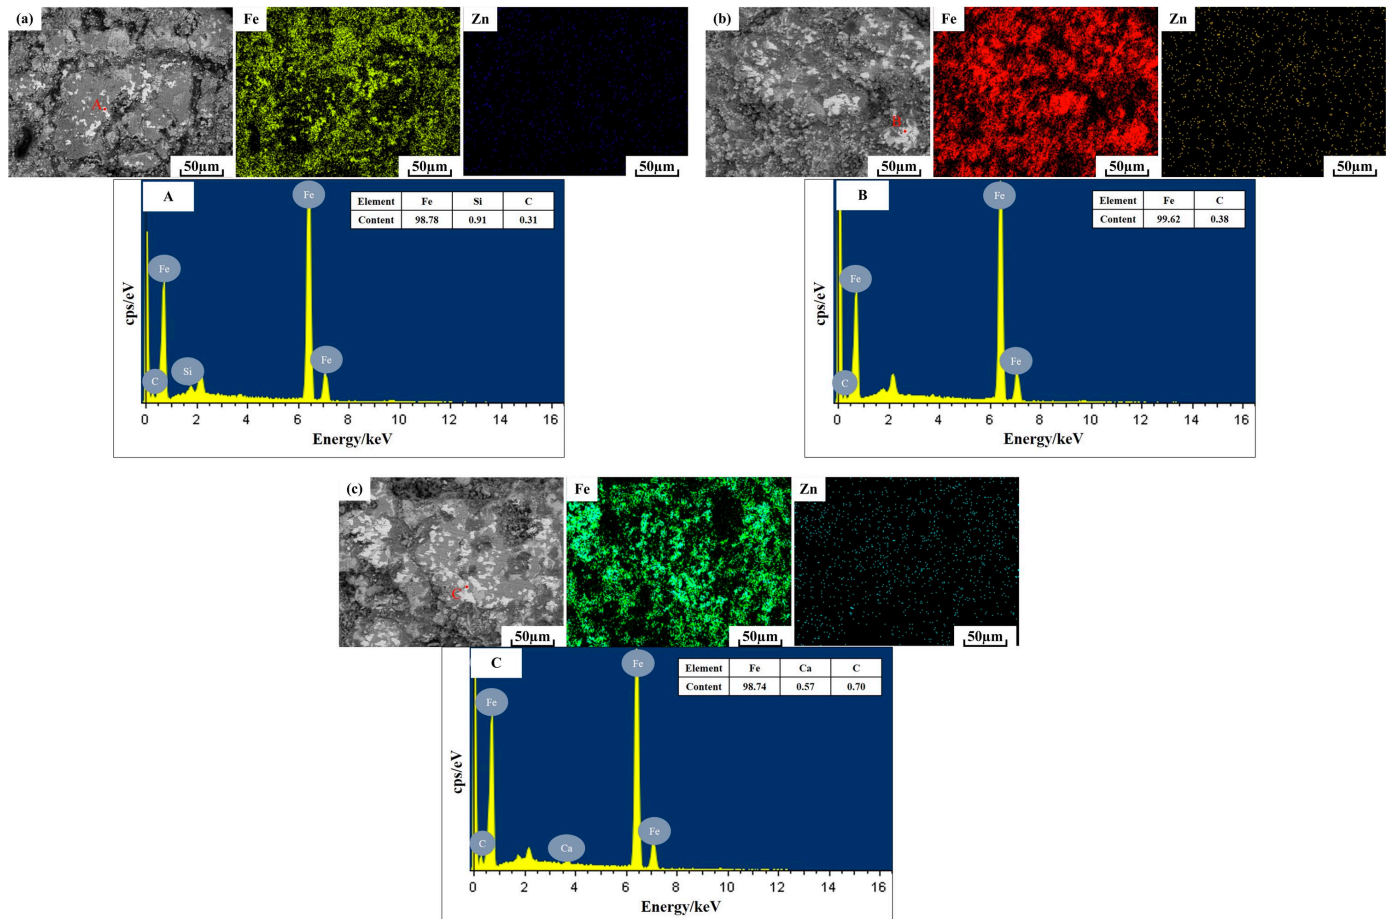 (a)
Fe
Zn
A
50μm
50μm
50μm
(b)
Fe
Zn
B
50μm
50μm
50μm
A
Fe
Element Fe Si C
Content 98.78 0.91 0.31
Fe
Fe
Si
C
cps/eV
0 2 4 6 8 10 12 14 16
Energy/keV
B
Fe
Element Fe C
Content 99.62 0.38
Fe
Fe
C
cps/eV
0 2 4 6 8 10 12 14 16
Energy/keV
(c)
Fe
Zn
C
50μm
50μm
50μm
C
Fe
Element Fe Ca C
Content 98.74 0.57 0.70
Fe
Fe
C
Ca
cps/eV
0 2 4 6 8 10 12 14 16
Energy/keV